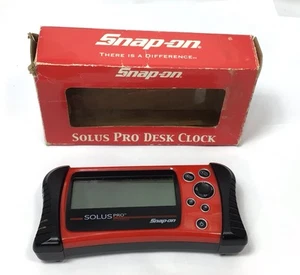 Snap-on
THERE IS A DIFFERENCE.
Snap-on
SOLUS PRO DESK CLOCK
SOLUS PRO
Snap-on